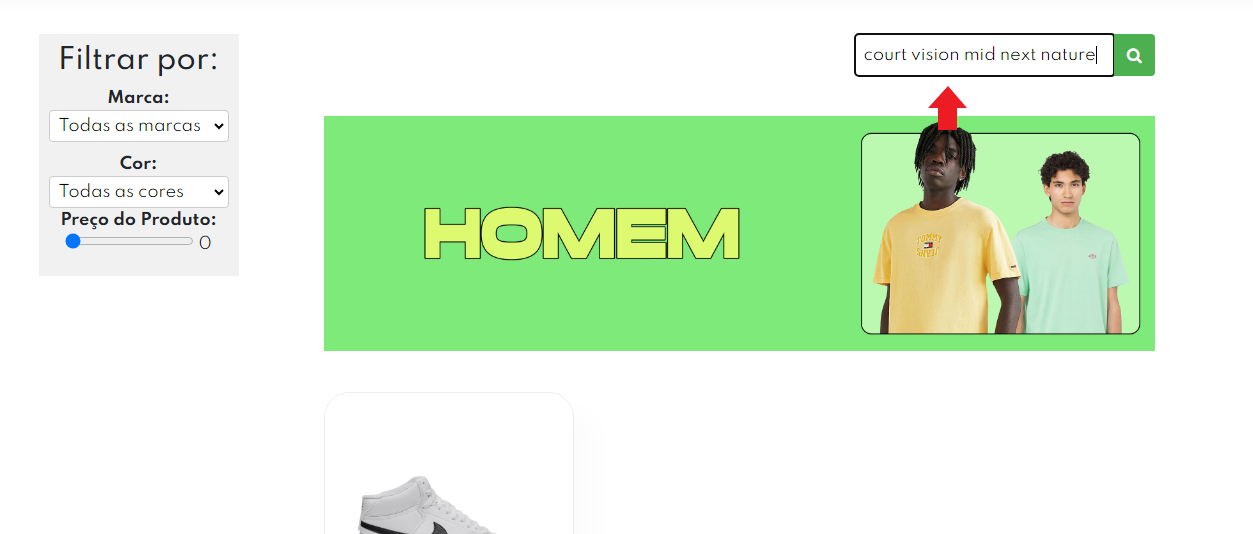 Filtrar por:
court vision mid next nature
Marca:
Todas as marcas
Cor:
Todas as cores
Preço do Produto:
0
HOMEM
TOMMY